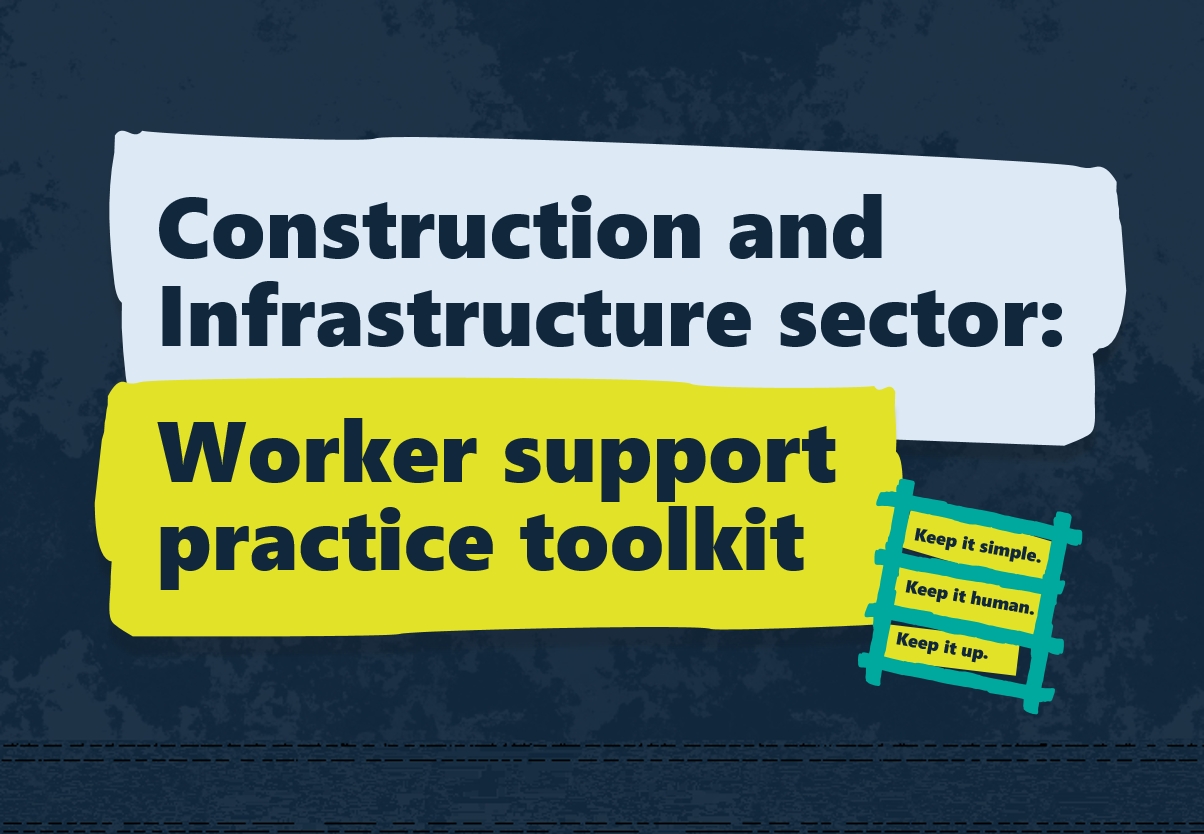 Construction and
Infrastructure sector:
Worker support
practice toolkit
Keep it simple.
Keep it human.
Keep it up.